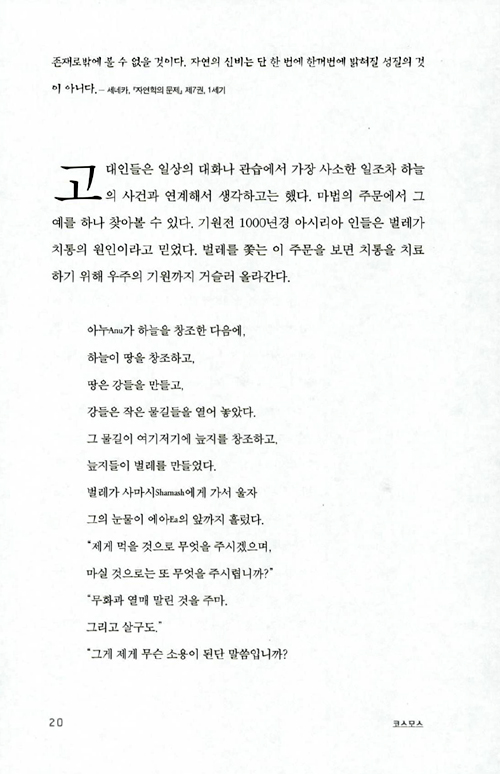 존재로밖에 볼 수 없을 것이다. 자연의 신비는 단 한 번에 한꺼번에 밝혀질 성질의 것
이 아니다. – 세네카, 『자연학의 문제』 제7권, 1세기
고대인들은 일상의 대화나 관습에서 가장 사소한 일조차 하늘
의 사건과 연계해서 생각하고는 했다. 마법의 주문에서 그
예를 하나 찾아볼 수 있다. 기원전 1000년경 아시리아 인들은 벌레가
치통의 원인이라고 믿었다. 벌레를 쫓는 이 주문을 보면 치통을 치료
하기 위해 우주의 기원까지 거슬러 올라간다.
아누Anu가 하늘을 창조한 다음에,
하늘이 땅을 창조하고,
땅은 강들을 만들고,
강들은 작은 물길들을 열어 놓았다.
그 물길이 여기저기에 늪지를 창조하고,
늪지들이 벌레를 만들었다.
벌레가 사마시Shamash에게 가서 울자
그의 눈물이 에아Ea의 앞까지 흘렀다.
“제게 먹을 것으로 무엇을 주시겠으며,
마실 것으로는 또 무엇을 주시렵니까?”
“무화과 열매 말린 것을 주마.
그리고 살구도.”
“그게 제게 무슨 소용이 된단 말씀입니까?
20 코스모스